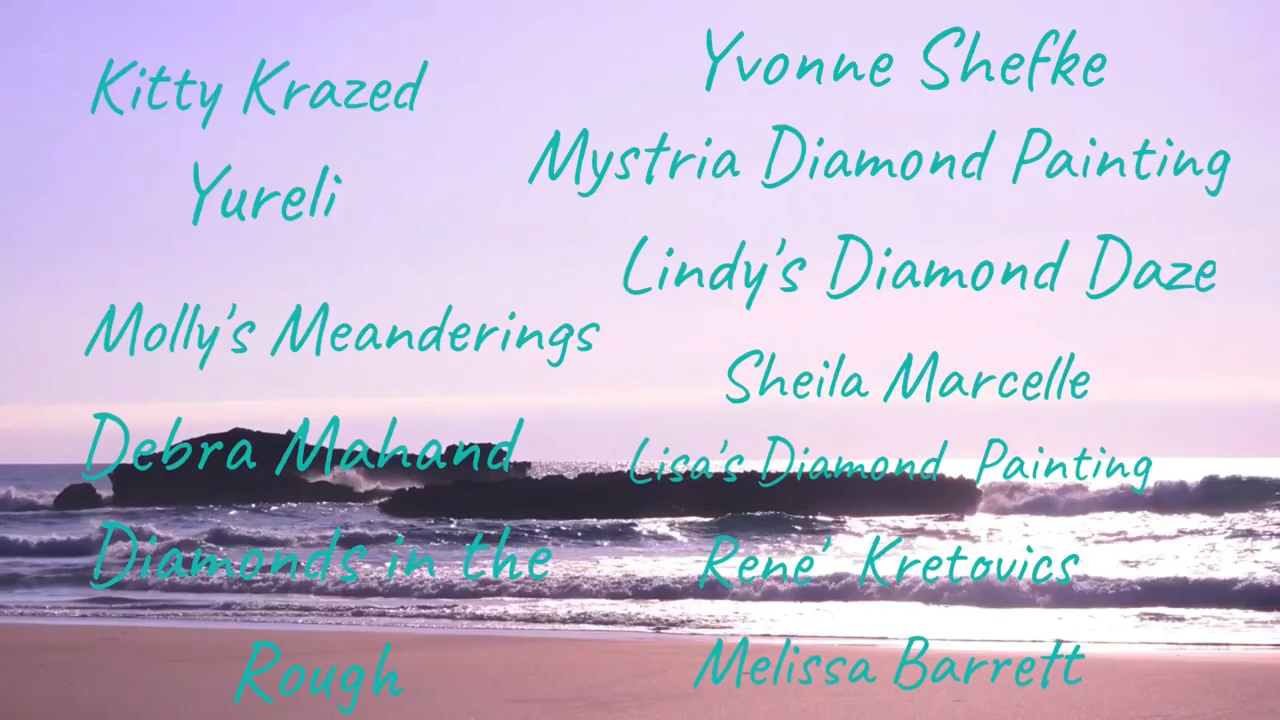 Kitty Krazed
Yureli
Molly's Meanderings
Debra Mahand
Diamonds in the
Rough
Yvonne Shefke
Mystria Diamond Painting
Lindy's Diamond Daze
Sheila Marcelle
Lisa's Diamond Painting
Rene' Kretovics
Melissa Barrett